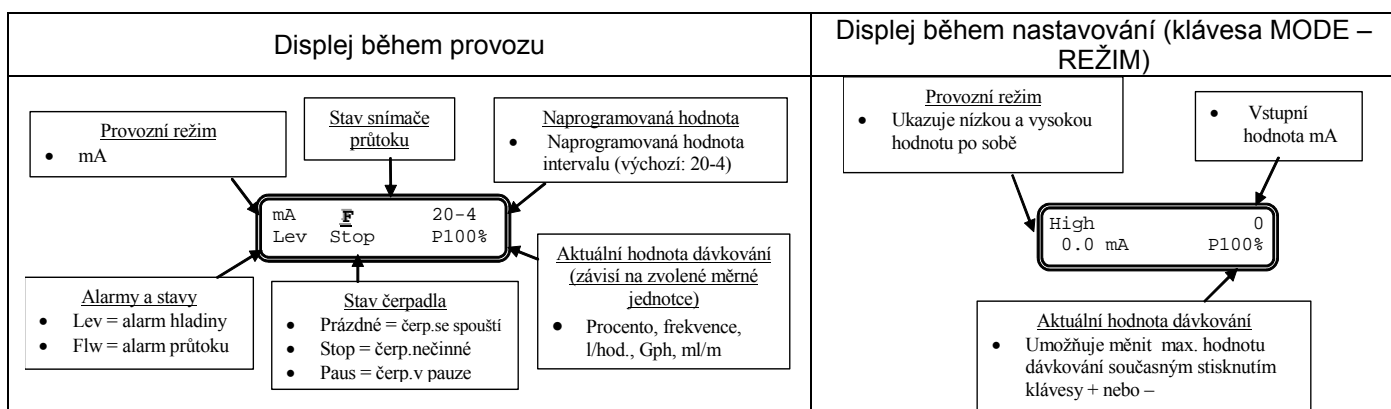 Displej během provozu
Displej během nastavování (klávesa MODE –
REŽIM)
Provozní režim
• mA
Stav snímače
průtoku
Naprogramovaná hodnota
• Naprogramovaná hodnota
intervalu (výchozí: 20-4)
mA F 20-4
Lev Stop P100%
Alarmy a stavy
• Lev = alarm hladiny
• Flw = alarm průtoku
Stav čerpadla
• Prázdné = čerp.se spouští
• Stop = čerp.nečinné
• Paus = čerp.v pauze
Aktuální hodnota dávkování
(závisí na zvolené měrné
jednotce)
• Procento, frekvence,
l/hod., Gph, ml/m
Provozní režim
• Ukazuje nízkou a vysokou
hodnotu po sobě
• Vstupní
hodnota mA
High 0
0.0 mA P100%
Aktuální hodnota dávkování
• Umožňuje měnit max. hodnotu
dávkování současným stisknutím
klávesy + nebo –